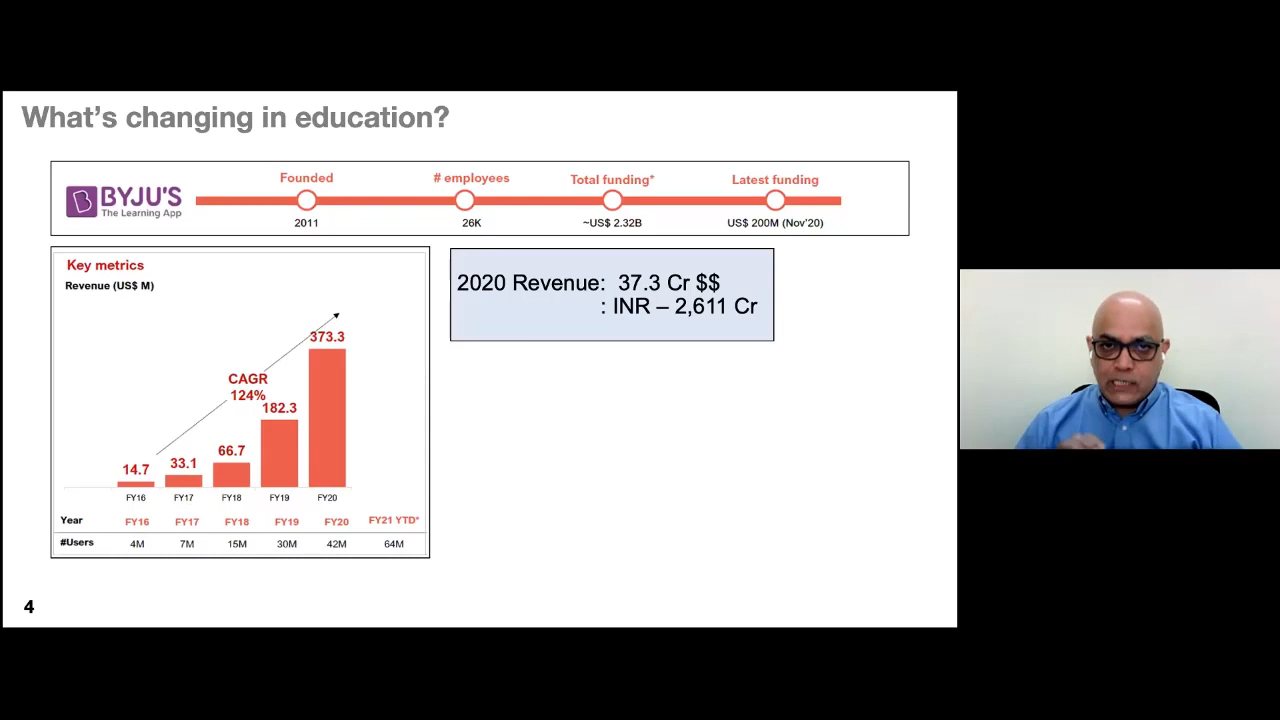 What's changing in education?
BYJU'S
The Learning App
Founded
# employees
Total funding*
Latest funding
2011
26K
~US$ 2.32B
US$ 200M (Nov'20)
Key metrics
Revenue (US$ M)
CAGR
124%
14.7
33.1
66.7
182.3
373.3
FY16 FY17 FY18 FY19 FY20
Year FY16 FY17 FY18 FY19 FY20 FY21 YTD*
#Users 4M 7M 15M 30M 42M 64M
2020 Revenue: 37.3 Cr $$
: INR – 2,611 Cr
4